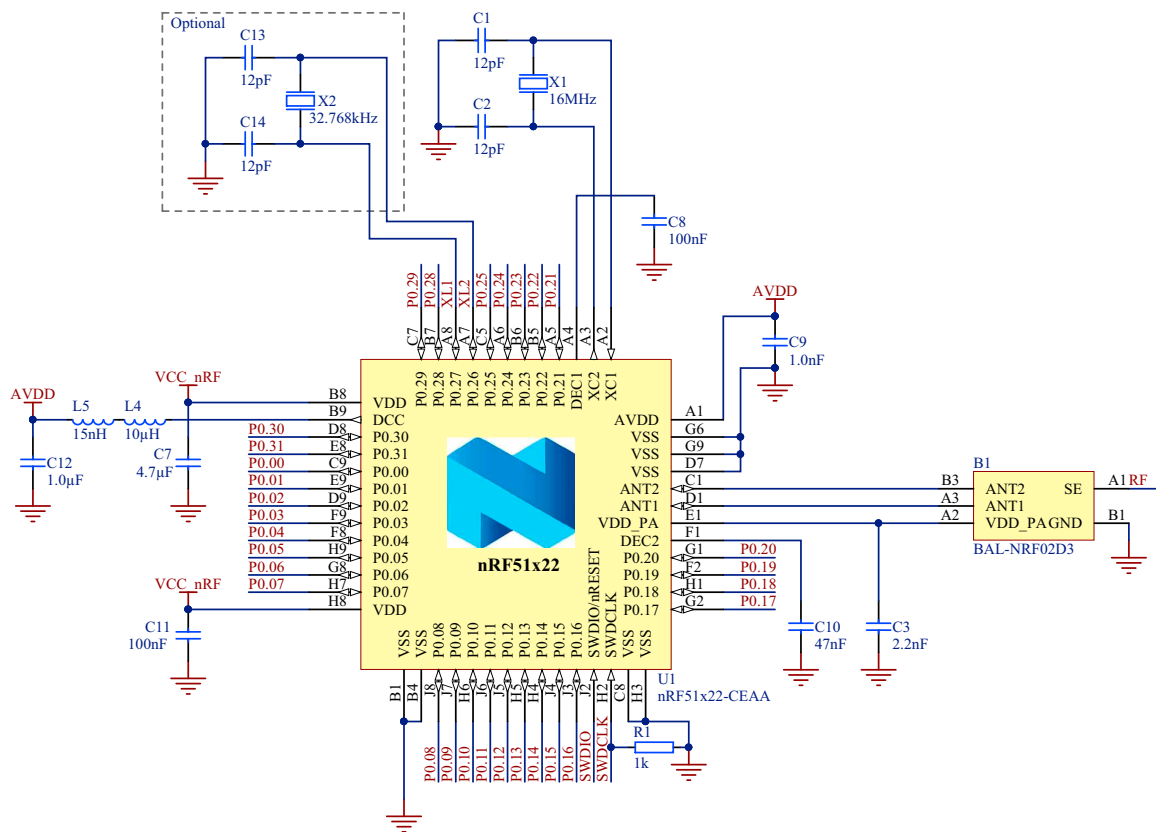 Optional
C13
12pF
X2
32.768kHz
C14
12pF
C1
12pF
X1
16MHz
C2
12pF
C8
100nF
P0.29
P0.28
XL1
XL2
P0.25
P0.24
P0.23
P0.22
P0.21
C7
B7
A8
A7
C5
A6
B6
B5
A5
A4
A3
A2
P0.29
P0.28
P0.27
P0.26
P0.25
P0.24
P0.23
P0.22
P0.21
DEC1
XC2
XC1
AVDD
C9
1.0nF
AVDD
L5
15nH
L4
10µH
VCC_nRF
C12
1.0µF
C7
4.7µF
B8
VDD
B9
DCC
P0.30
D8
P0.30
P0.31
E8
P0.31
P0.00
C9
P0.00
P0.01
E9
P0.01
P0.02
D9
P0.02
P0.03
F9
P0.03
P0.04
F8
P0.04
P0.05
H9
P0.05
P0.06
G8
P0.06
P0.07
H7
P0.07
VCC_nRF
H8
VDD
C11
100nF
nRF51x22
AVDD
A1
VSS
G6
VSS
G9
VSS
D7
ANT2
C1
ANT1
D1
VDD_PA
E1
DEC2
F1
P0.20
G1
P0.20
P0.19
F2
P0.19
P0.18
H1
P0.18
P0.17
G2
P0.17
B1
B3
ANT2
SE
A1
RF
A3
ANT1
A2
VDD_PA
GND
B1
BAL-NRF02D3
C10
47nF
C3
2.2nF
VSS
VSS
P0.08
P0.09
P0.10
P0.11
P0.12
P0.13
P0.14
P0.15
P0.16
SWDIO/nRESET
SWDCLK
VSS
VSS
B1
B4
J8
J7
H6
J6
J5
H5
H4
J4
J3
J2
H2
C8
H3
U1
nRF51x22-CEAA
P0.08
P0.09
P0.10
P0.11
P0.12
P0.13
P0.14
P0.15
P0.16
SWDIO
SWDCLK
R1
1k